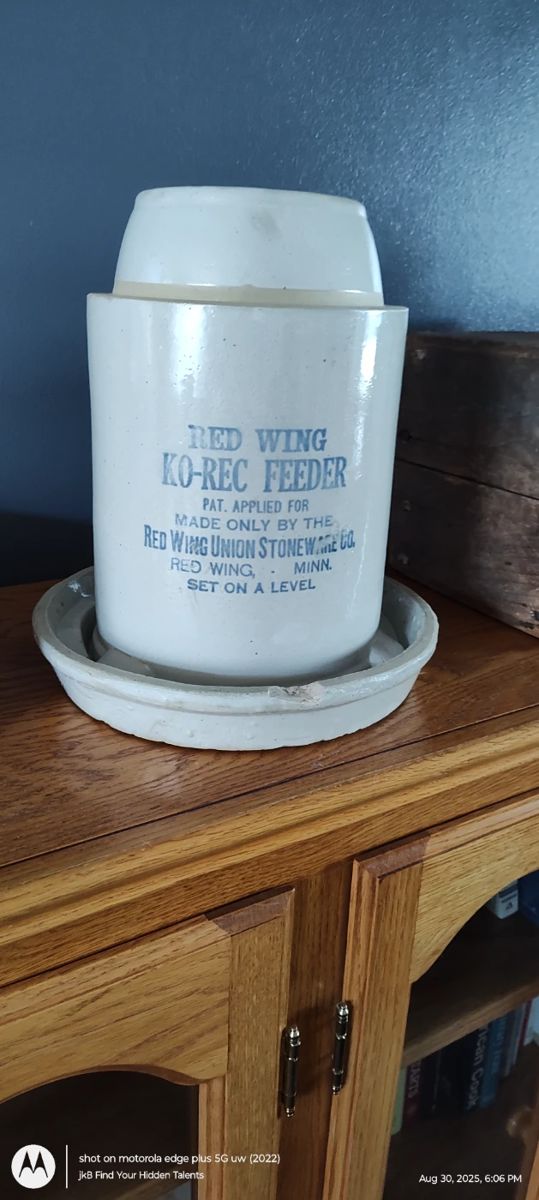 RED WING
KO-REC FEEDER
PAT. APPLIED FOR
MADE ONLY BY THE
RED WING UNION STONEWARE CO.
RED WING, - MINN.
SET ON A LEVEL
shot on motorola edge plus 5G uw (2022)
jkB Find Your Hidden Talents
Aug 30, 2025, 6:06 PM